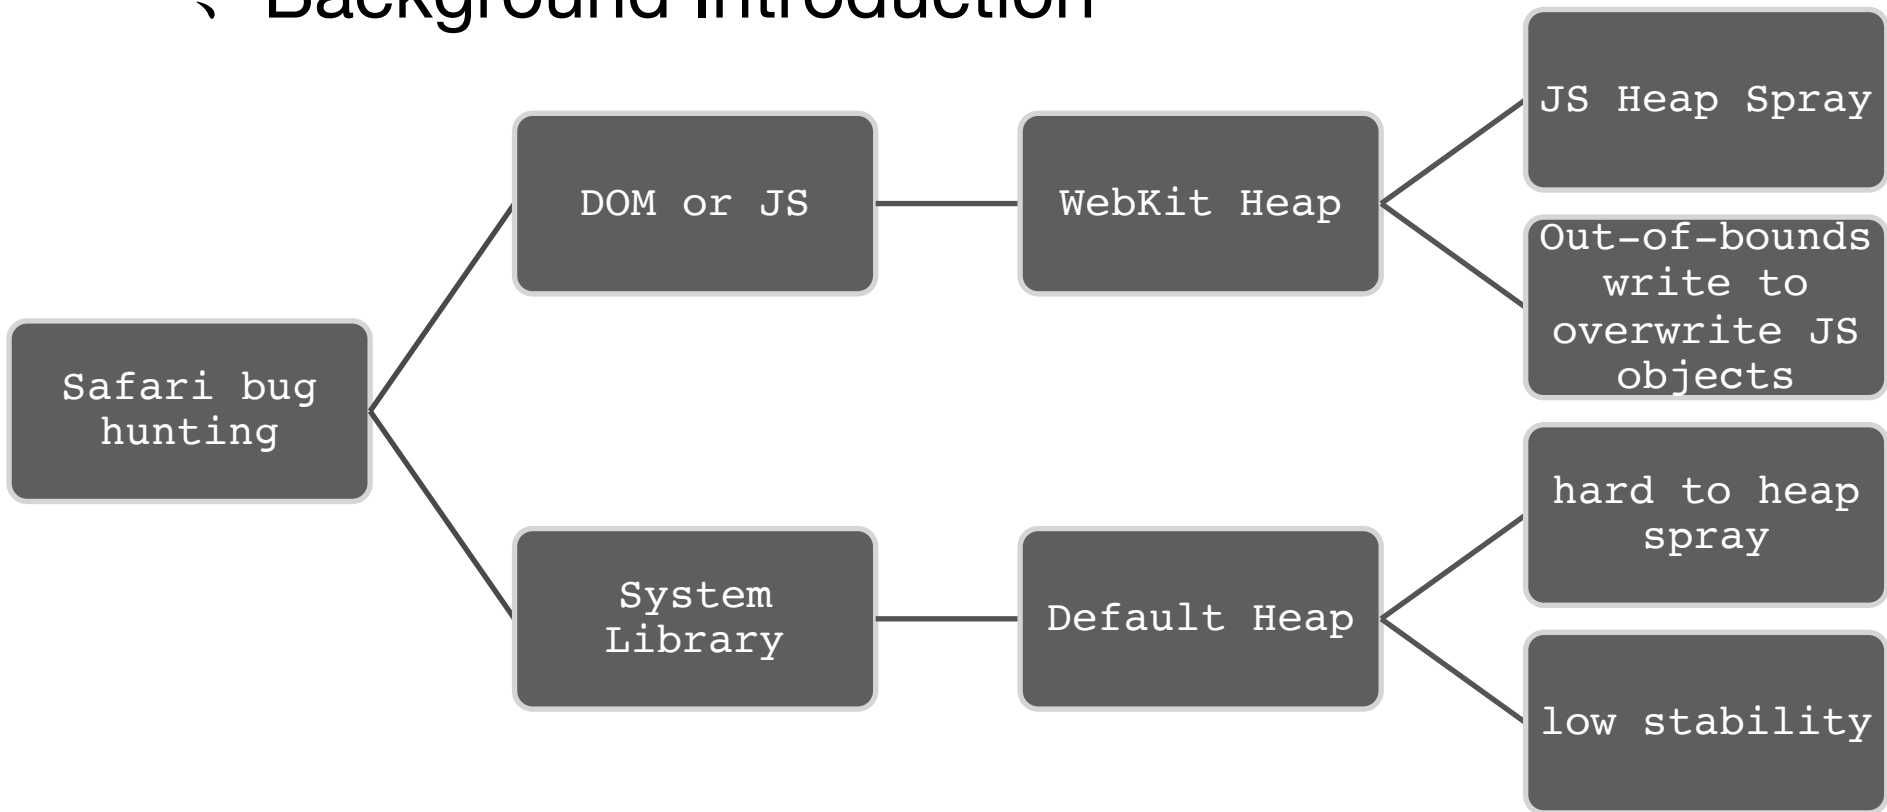 、Background Introduction
JS Heap Spray
DOM or JS
WebKit Heap
Out-of-bounds
write to
overwrite JS
objects
Safari bug
hunting
hard to heap
spray
System
Library
Default Heap
low stability